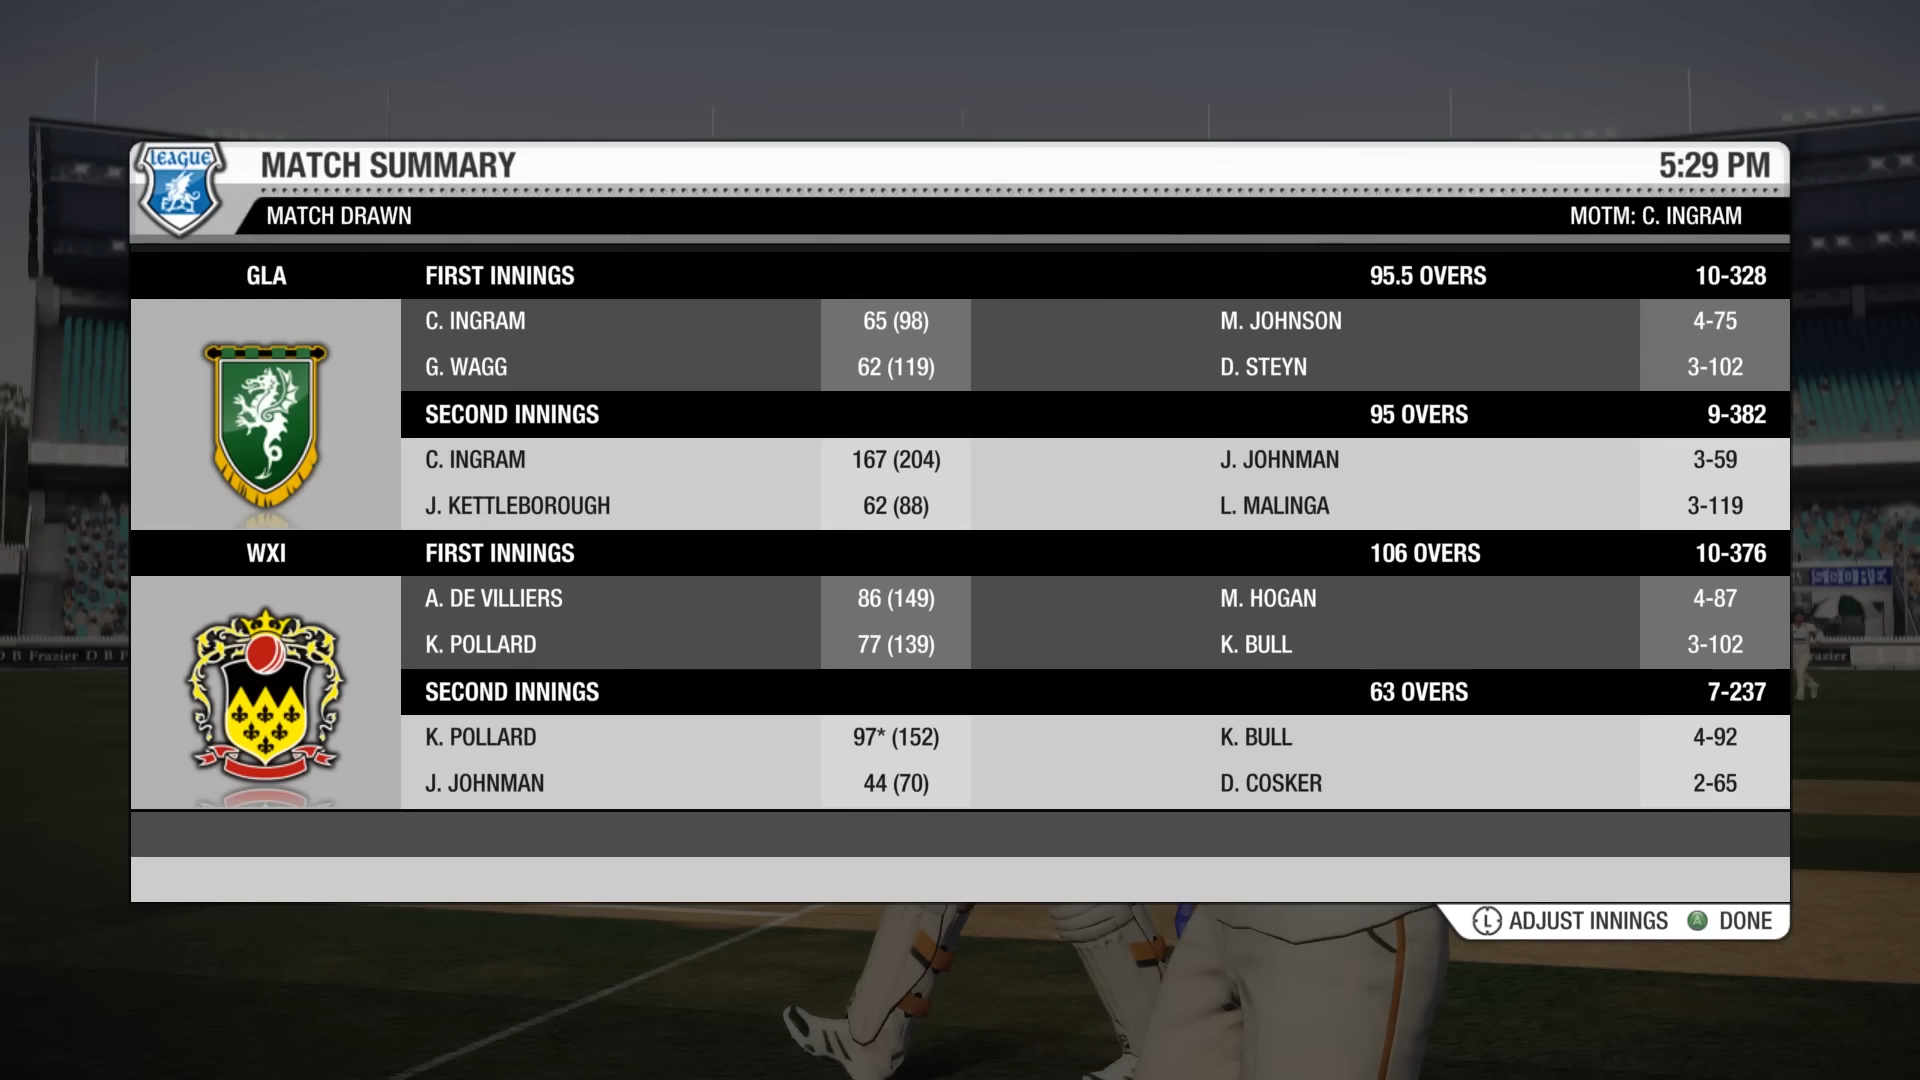 LEAGUE
MATCH SUMMARY 5:29 PM
MATCH DRAWN MOTM: C. INGRAM
GLA FIRST INNINGS 95.5 OVERS 10-328
C. INGRAM 65 (98) M. JOHNSON 4-75
G. WAGG 62 (119) D. STEYN 3-102
SECOND INNINGS 95 OVERS 9-382
C. INGRAM 167 (204) J. JOHNMAN 3-59
J. KETTLEBOROUGH 62 (88) L. MALINGA 3-119
WXI FIRST INNINGS 106 OVERS 10-376
A. DE VILLIERS 86 (149) M. HOGAN 4-87
K. POLLARD 77 (139) K. BULL 3-102
SECOND INNINGS 63 OVERS 7-237
K. POLLARD 97* (152) K. BULL 4-92
J. JOHNMAN 44 (70) D. COSKER 2-65
L ADJUST INNINGS A DONE
D B Frazier D B F
razier